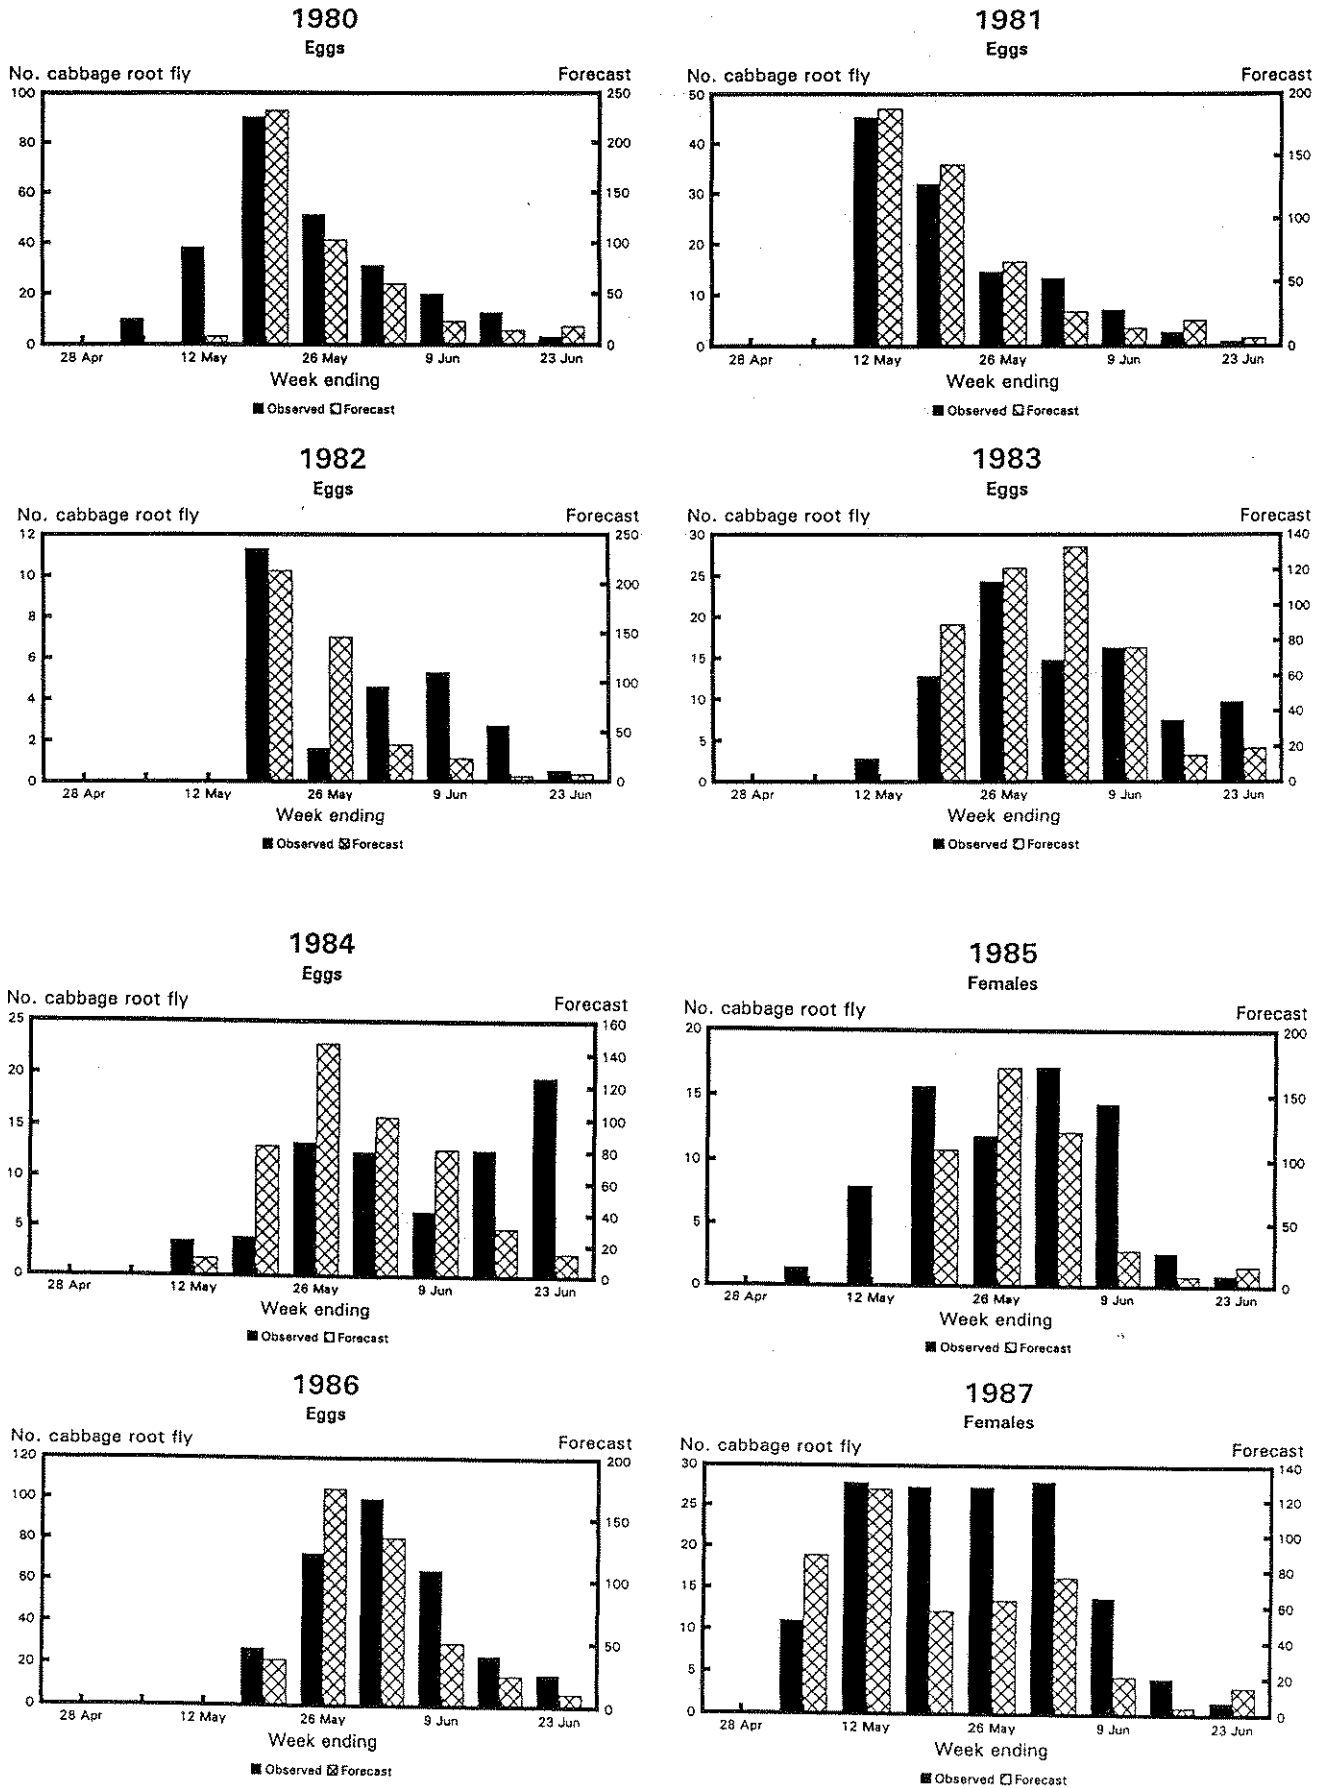 1980
Eggs
No. cabbage root fly Forecast
100 250
80 200
60 150
40 100
20 50
0 0
28 Apr 12 May 26 May 9 Jun 23 Jun
Week ending
Observed Forecast
1981
Eggs
No. cabbage root fly Forecast
50 200
40 150
30 100
20 50
10 0
0
28 Apr 12 May 26 May 9 Jun 23 Jun
Week ending
Observed Forecast
1982
Eggs
No. cabbage root fly Forecast
12 250
10 200
8 150
6 100
4 50
2 0
0
28 Apr 12 May 26 May 9 Jun 23 Jun
Week ending
Observed Forecast
1983
Eggs
No. cabbage root fly Forecast
30 140
25 120
20 100
15 80
10 60
5 40
0 20
0
28 Apr 12 May 26 May 9 Jun 23 Jun
Week ending
Observed Forecast
1984
Eggs
No. cabbage root fly Forecast
25 160
20 140
15 120
10 100
5 80
0 60
40
20
0
28 Apr 12 May 26 May 9 Jun 23 Jun
Week ending
Observed Forecast
1985
Females
No. cabbage root fly Forecast
20 200
15 150
10 100
5 50
0 0
28 Apr 12 May 26 May 9 Jun 23 Jun
Week ending
Observed Forecast
1986
Eggs
No. cabbage root fly Forecast
120 200
100 150
80 100
60 50
40 0
20
0
28 Apr 12 May 26 May 9 Jun 23 Jun
Week ending
Observed Forecast
1987
Females
No. cabbage root fly Forecast
30 140
25 120
20 100
15 80
10 60
5 40
0 20
0
28 Apr 12 May 26 May 9 Jun 23 Jun
Week ending
Observed Forecast